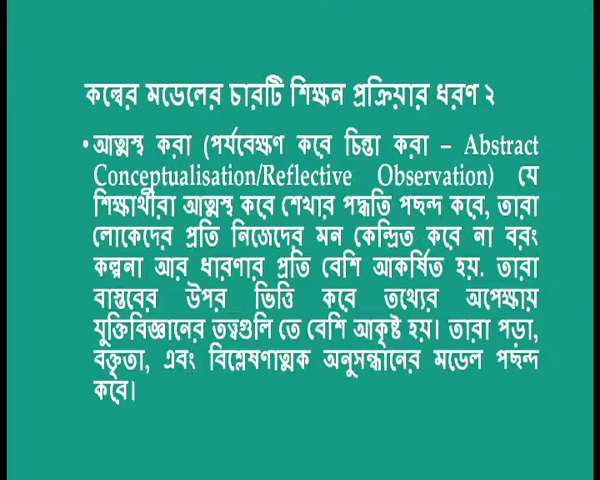 কল্বের মডেলের চারটি শিক্ষন প্রক্রিয়ার ধরণ ২
• আত্মস্থ করা (পর্যবেক্ষণ করে চিন্তা করা – Abstract
Conceptualisation/Reflective Observation) যে
শিক্ষার্থীরা আত্মস্থ করে শেখার পদ্ধতি পছন্দ করে, তারা
লোকেদের প্রতি নিজেদের মন কেন্দ্রিত করে না বরং
কল্পনা আর ধারণার প্রতি বেশি আকর্ষিত হয়. তারা
বাস্তবের উপর ভিত্তি করে তথ্যের অপেক্ষায়
যুক্তিবিজ্ঞানের তত্বগুলি তে বেশি আকৃষ্ট হয়। তারা পড়া,
বক্তৃতা, এবং বিশ্লেষণাত্মক অনুসন্ধানের মডেল পছন্দ
করে।